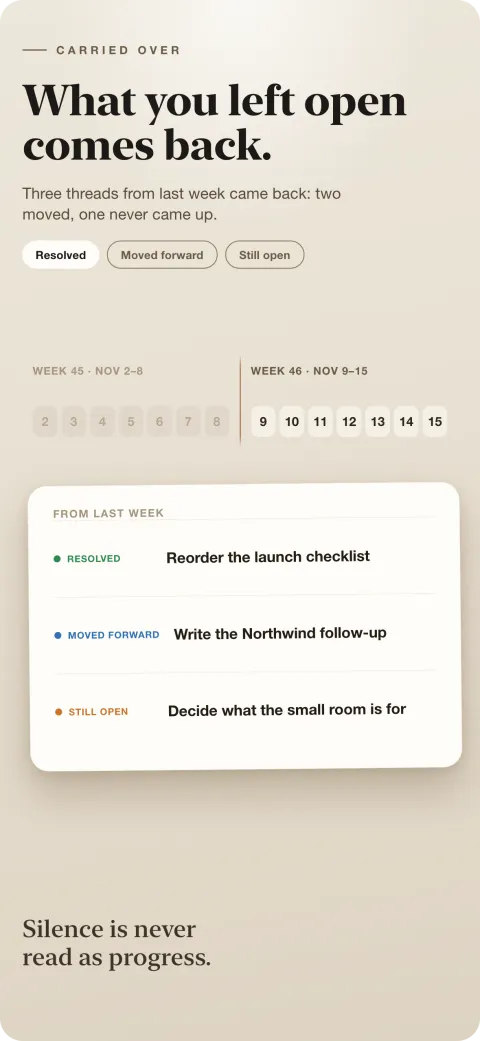 CARRIED OVER
What you left open
comes back.
Three threads from last week came back: two
moved, one never came up.
Resolved Moved forward Still open
WEEK 45 · NOV 2–8
2 3 4 5 6 7 8
WEEK 46 · NOV 9–15
9 10 11 12 13 14 15
FROM LAST WEEK
RESOLVED Reorder the launch checklist
MOVED FORWARD Write the Northwind follow-up
STILL OPEN Decide what the small room is for
Silence is never
read as progress.